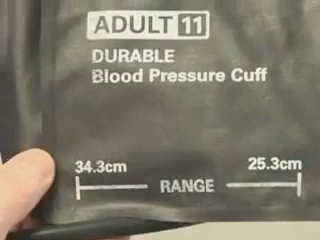 ADULT 11
DURABLE
Blood Pressure Cuff
34.3cm 25.3cm
RANGE